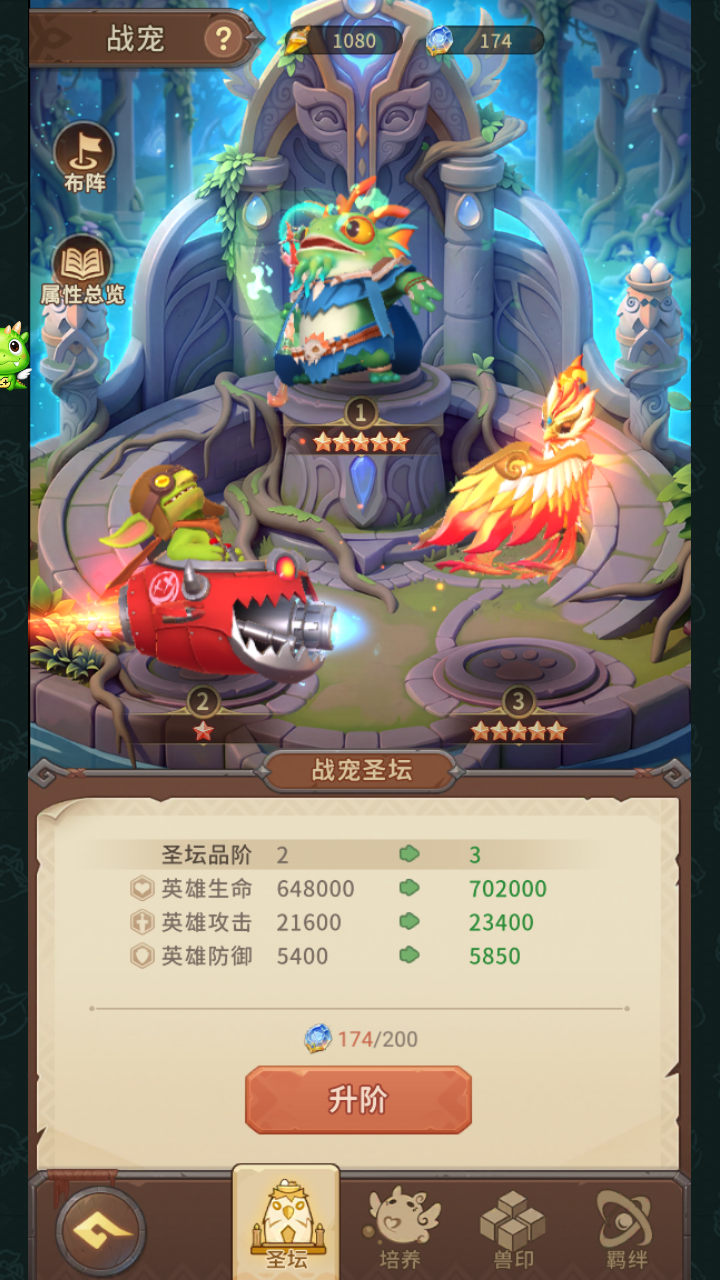 战宠 ? 1080 174
布阵
属性总览
1
2
3
战宠圣坛
圣坛品阶 2 3
英雄生命 648000 702000
英雄攻击 21600 23400
英雄防御 5400 5850
174/200
升阶
圣坛 培养 兽印 羁绊